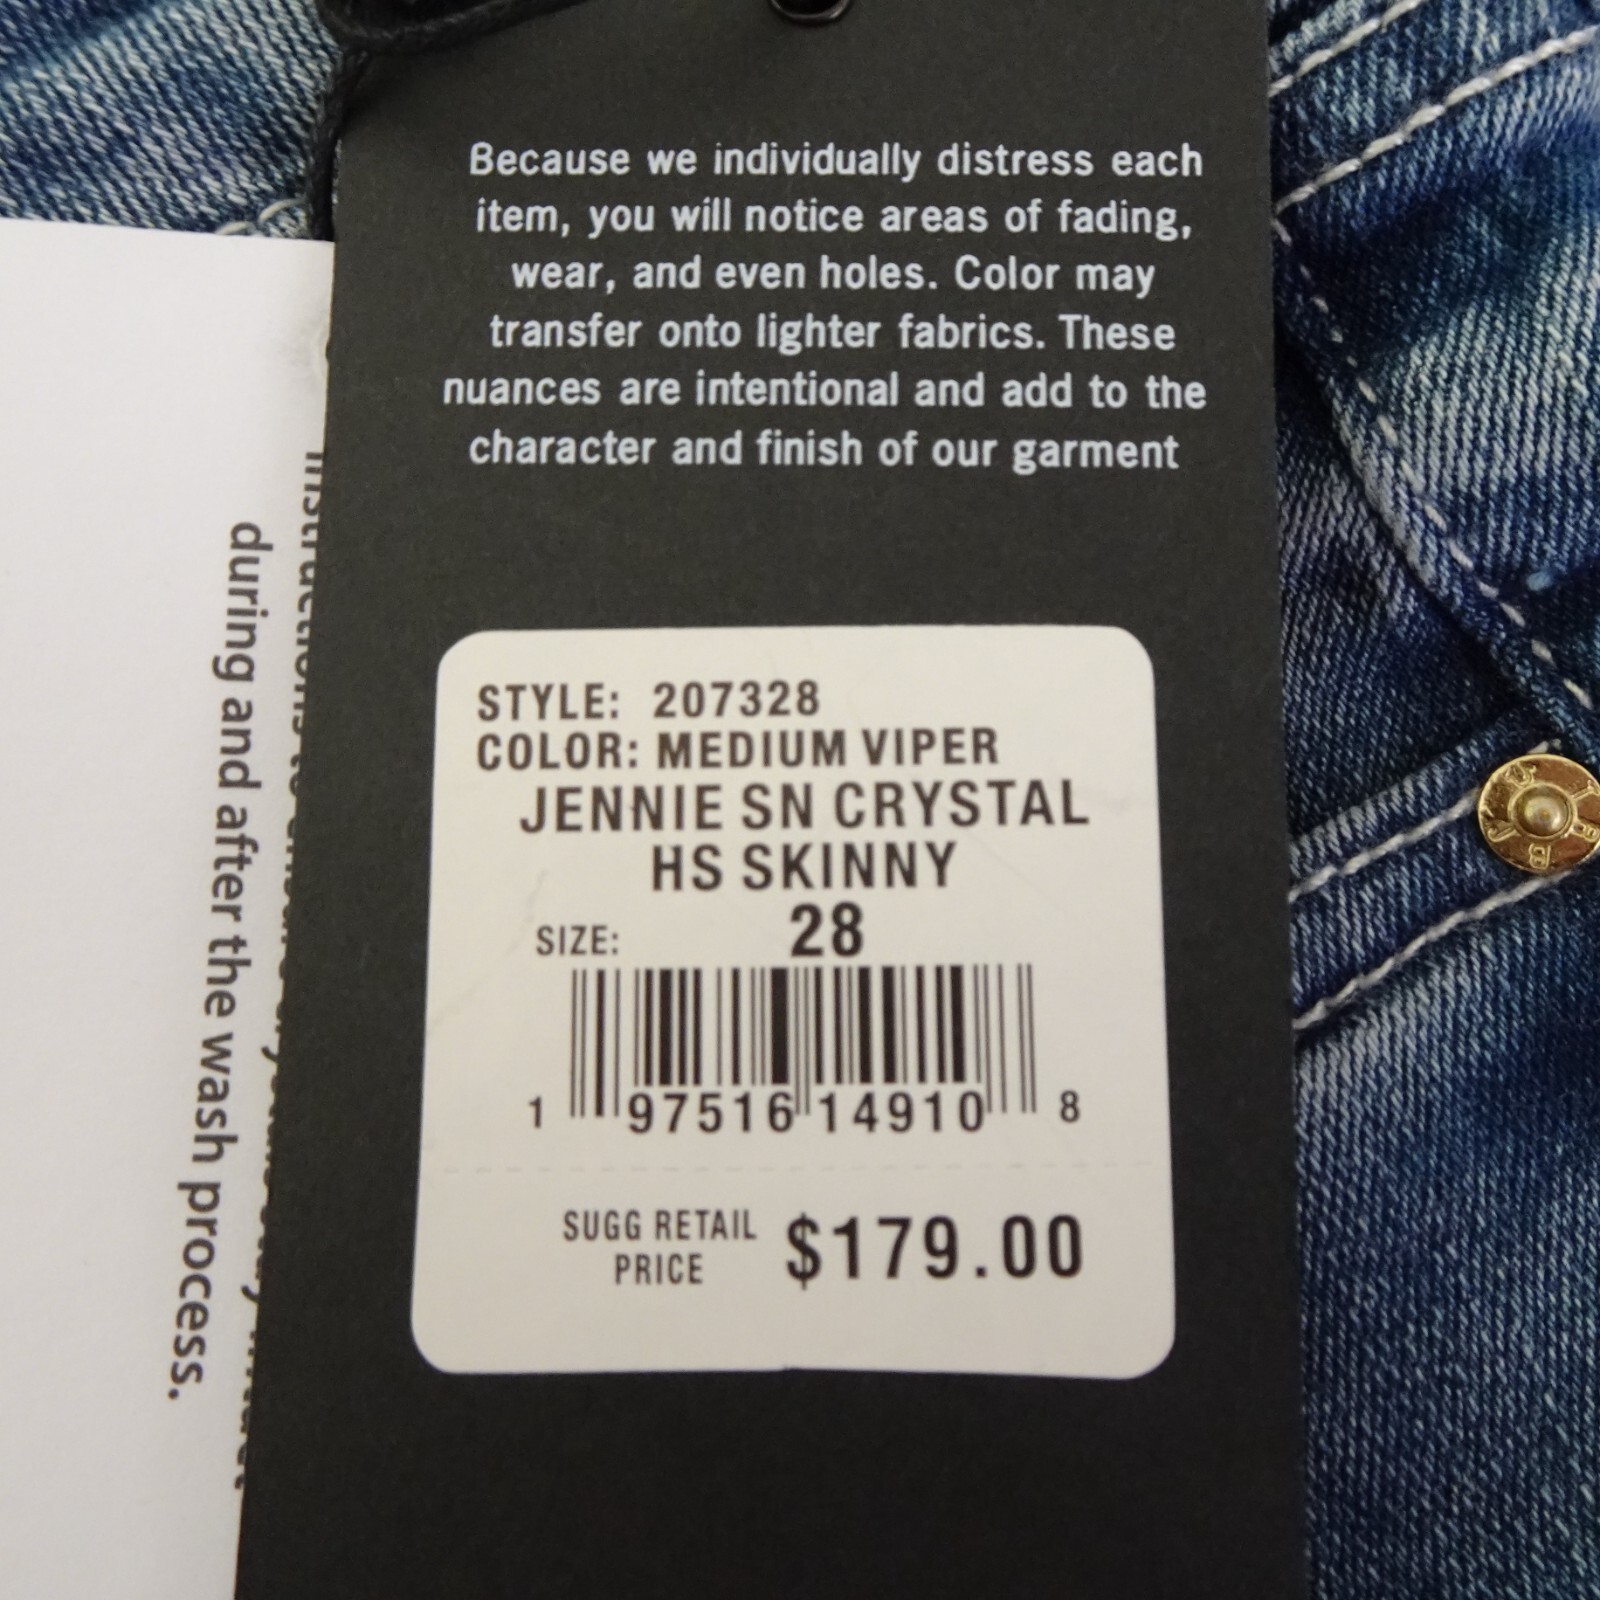 Because we individually distress each
item, you will notice areas of fading,
wear, and even holes. Color may
transfer onto lighter fabrics. These
nuances are intentional and add to the
character and finish of our garment
STYLE: 207328
COLOR: MEDIUM VIPER
JENNIE SN CRYSTAL
HS SKINNY
SIZE: 28
1 97516 14910 8
SUGG RETAIL
PRICE $179.00
during and after the wash process.